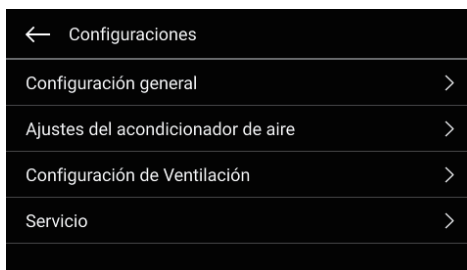 Configuraciones
Configuración general
Ajustes del acondicionador de aire
Configuración de Ventilación
Servicio